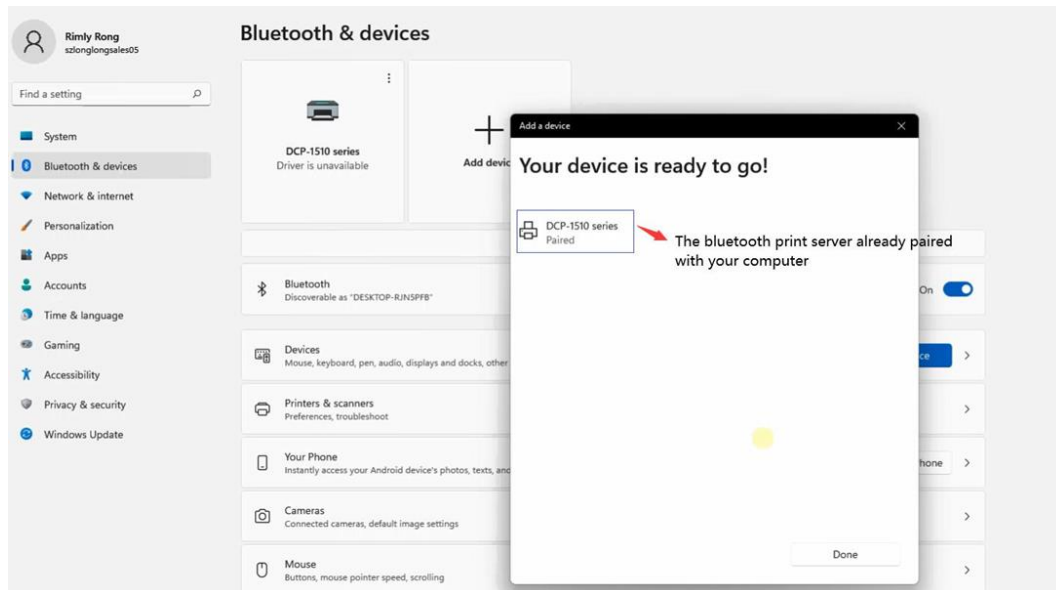 Rimly Rong
szlonglongsales05
Find a setting
System
Bluetooth & devices
Network & internet
Personalization
Apps
Accounts
Time & language
Gaming
Accessibility
Privacy & security
Windows Update
Bluetooth & devices
DCP-1510 series
Driver is unavailable
Add devic
Bluetooth
Discoverable as "DESKTOP-RJNSPFB"
On
Devices
Mouse, keyboard, pen, audio, displays and docks, other
ce
Printers & scanners
Preferences, troubleshoot
Your Phone
Instantly access your Android device's photos, texts, and
hone
Cameras
Connected cameras, default image settings
Mouse
Buttons, mouse pointer speed, scrolling
Add a device
Your device is ready to go!
DCP-1510 series
Paired
The bluetooth print server already paired
with your computer
Done